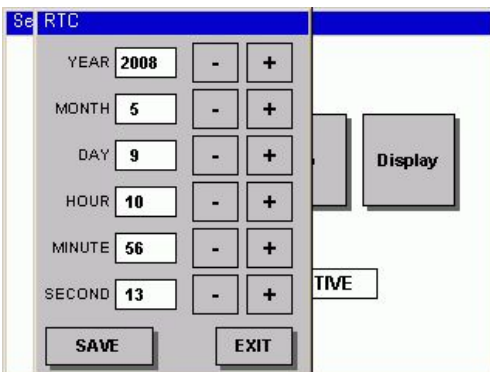 Se RTC
YEAR 2008 - +
MONTH 5 - +
DAY 9 - +
Display
HOUR 10 - +
MINUTE 56 - +
SECOND 13 - +
TIVE
SAVE EXIT